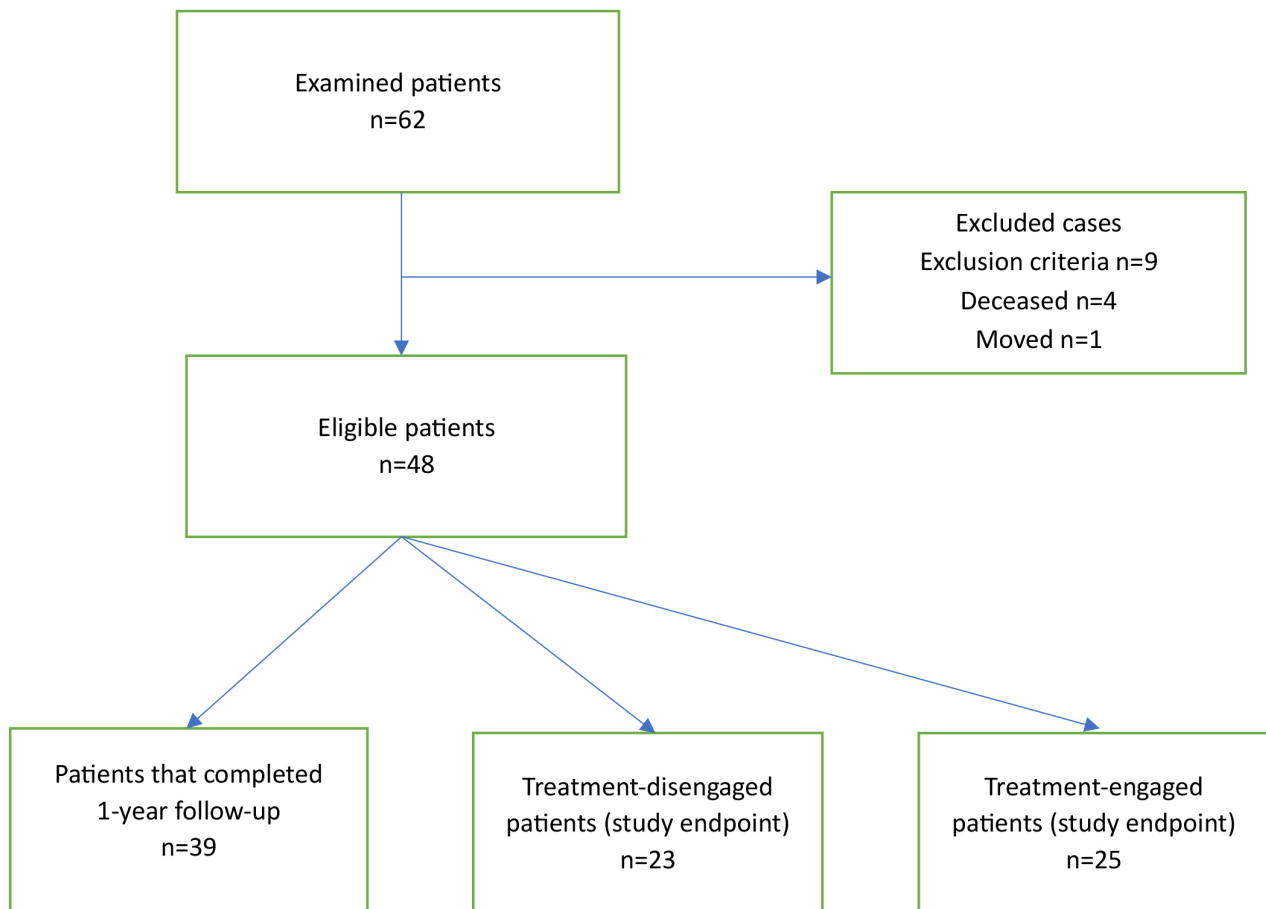 Examined patients
n=62
Excluded cases
Exclusion criteria n=9
Deceased n=4
Moved n=1
Eligible patients
n=48
Patients that completed
1-year follow-up
n=39
Treatment-disengaged
patients (study endpoint)
n=23
Treatment-engaged
patients (study endpoint)
n=25